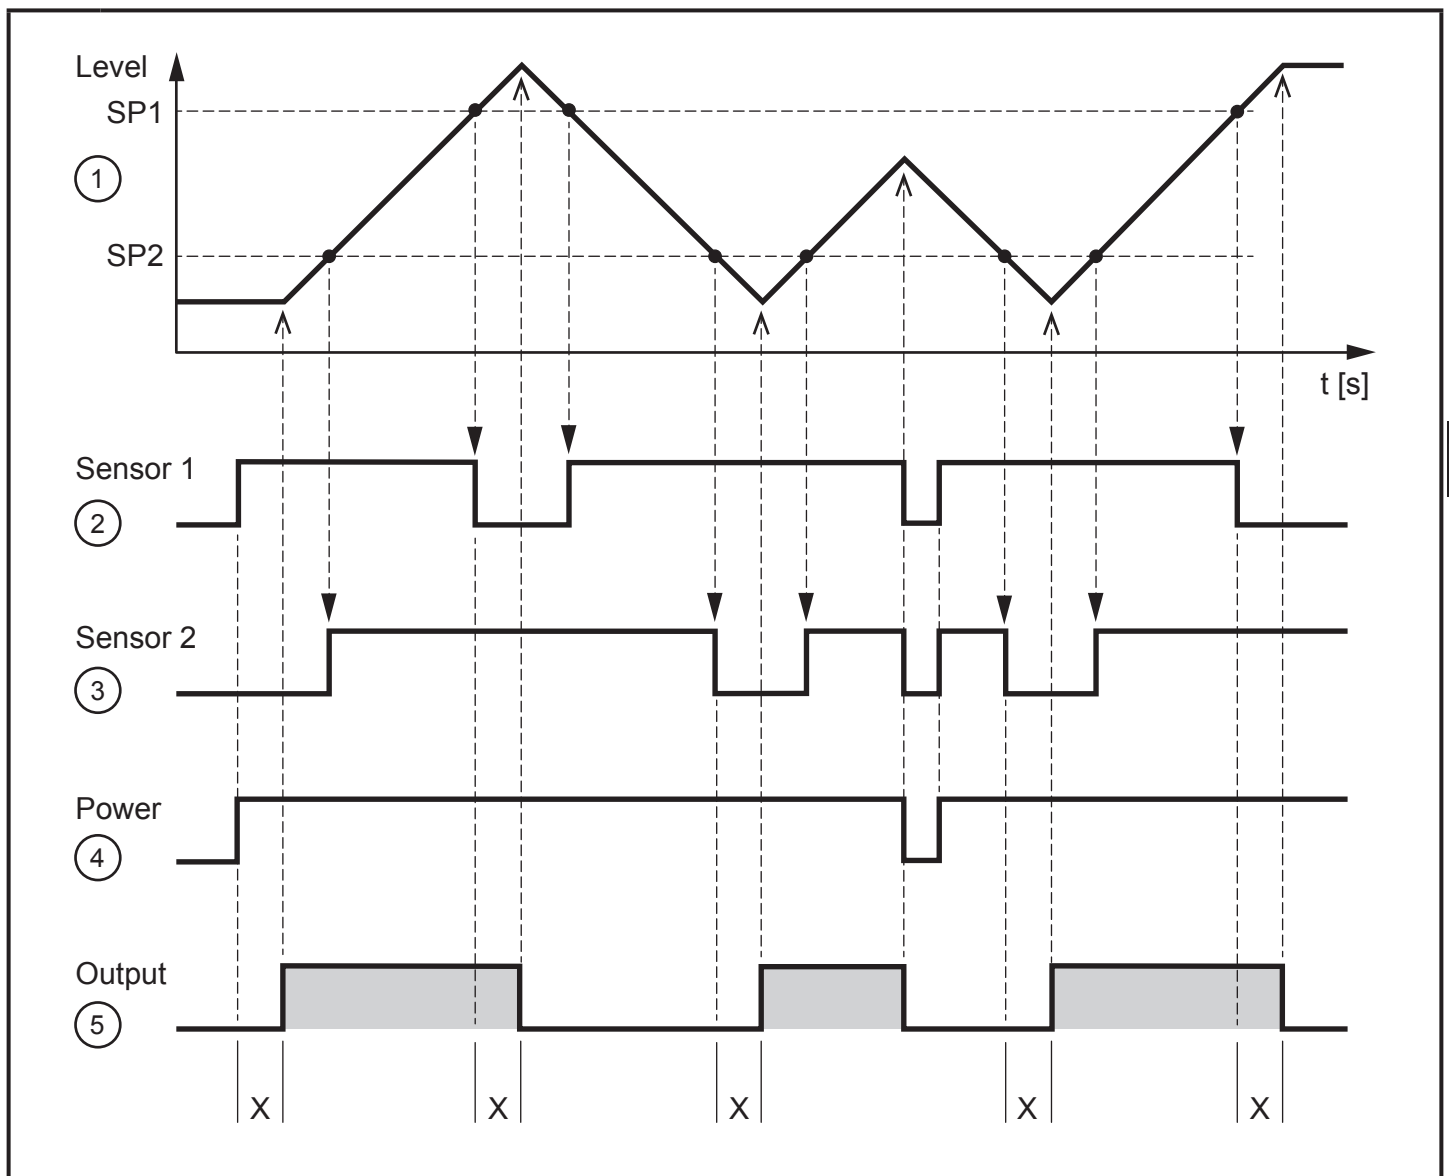 Level
SP1
1
SP2
t [s]
Sensor 1
2
Sensor 2
3
Power
4
Output
5
X X X X X